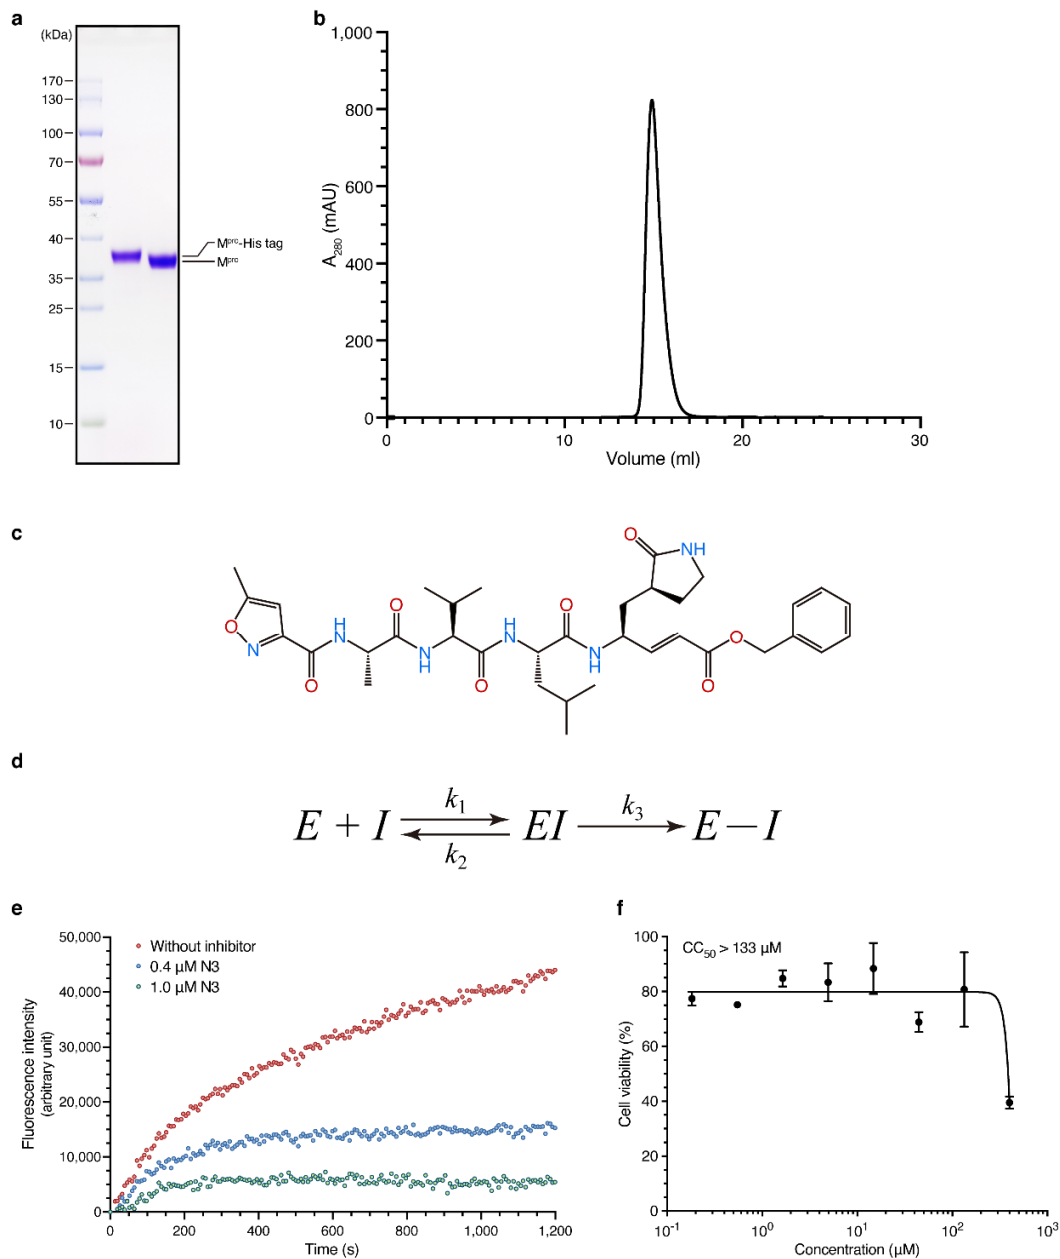 a
(kDa)
170
130
100
70
55
40
35
25
15
10
Mpro-His tag
Mpro
b
1,000
800
600
400
200
0
A280 (mAU)
0 10 20 30
Volume (ml)
c
O
NH
H
N
O
O
N
O
N
H
O
H
N
O
N
H
O
O
d
E + I k1 k2 EI k3 E — I
e
50,000
40,000
30,000
20,000
10,000
0
Fluorescence intensity
(arbitrary unit)
Without inhibitor
0.4 μM N3
1.0 μM N3
0 200 400 600 800 1,000 1,200
Time (s)
f
100
80
60
40
20
0
Cell viability (%)
CC50 > 133 μM
10-1 100 101 102 103
Concentration (μM)